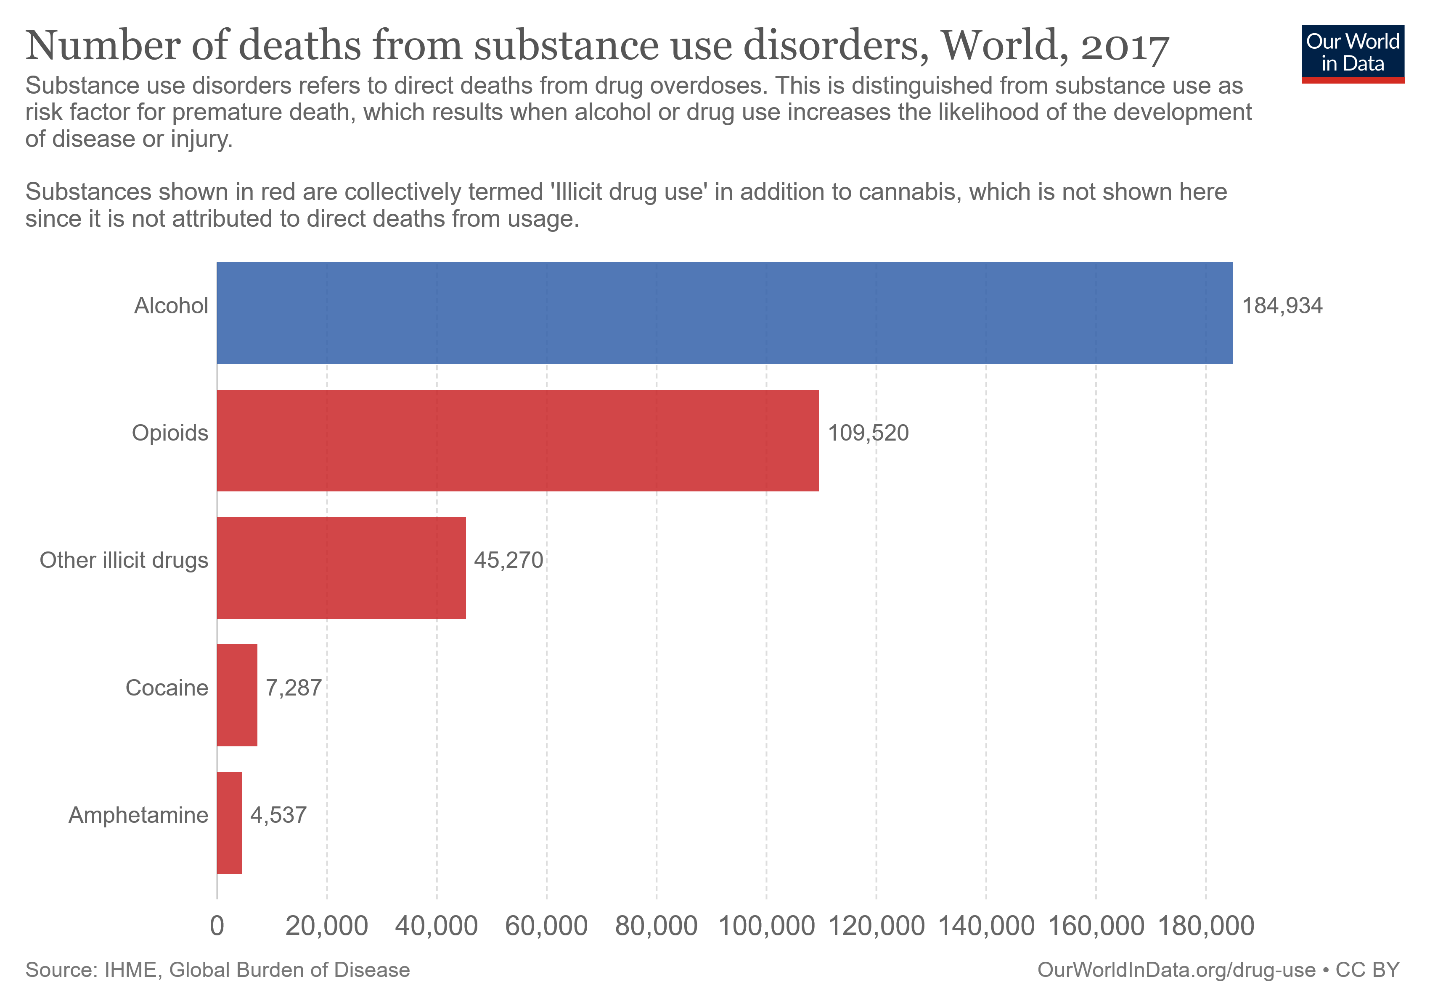 Number of deaths from substance use disorders, World, 2017
Our World
in Data
Substance use disorders refers to direct deaths from drug overdoses. This is distinguished from substance use as
risk factor for premature death, which results when alcohol or drug use increases the likelihood of the development
of disease or injury.
Substances shown in red are collectively termed 'Illicit drug use' in addition to cannabis, which is not shown here
since it is not attributed to direct deaths from usage.
Alcohol 184,934
Opioids 109,520
Other illicit drugs 45,270
Cocaine 7,287
Amphetamine 4,537
0 20,000 40,000 60,000 80,000 100,000 120,000 140,000 160,000 180,000
Source: IHME, Global Burden of Disease
OurWorldInData.org/drug-use • CC BY